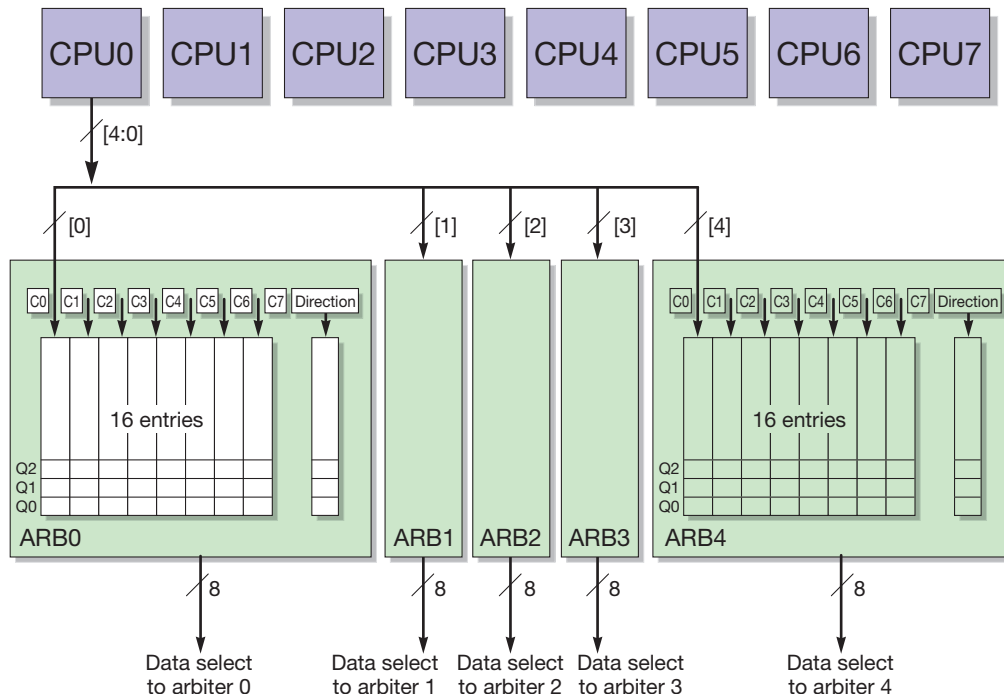 CPU0 CPU1 CPU2 CPU3 CPU4 CPU5 CPU6 CPU7
[4:0]
[0] [1] [2] [3] [4]
C0 C1 C2 C3 C4 C5 C6 C7 Direction
C0 C1 C2 C3 C4 C5 C6 C7 Direction
16 entries
16 entries
Q2
Q1
Q0
Q2
Q1
Q0
ARB0 ARB1 ARB2 ARB3 ARB4
8 8 8 8 8
Data select
to arbiter 0
Data select
to arbiter 1
Data select
to arbiter 2
Data select
to arbiter 3
Data select
to arbiter 4